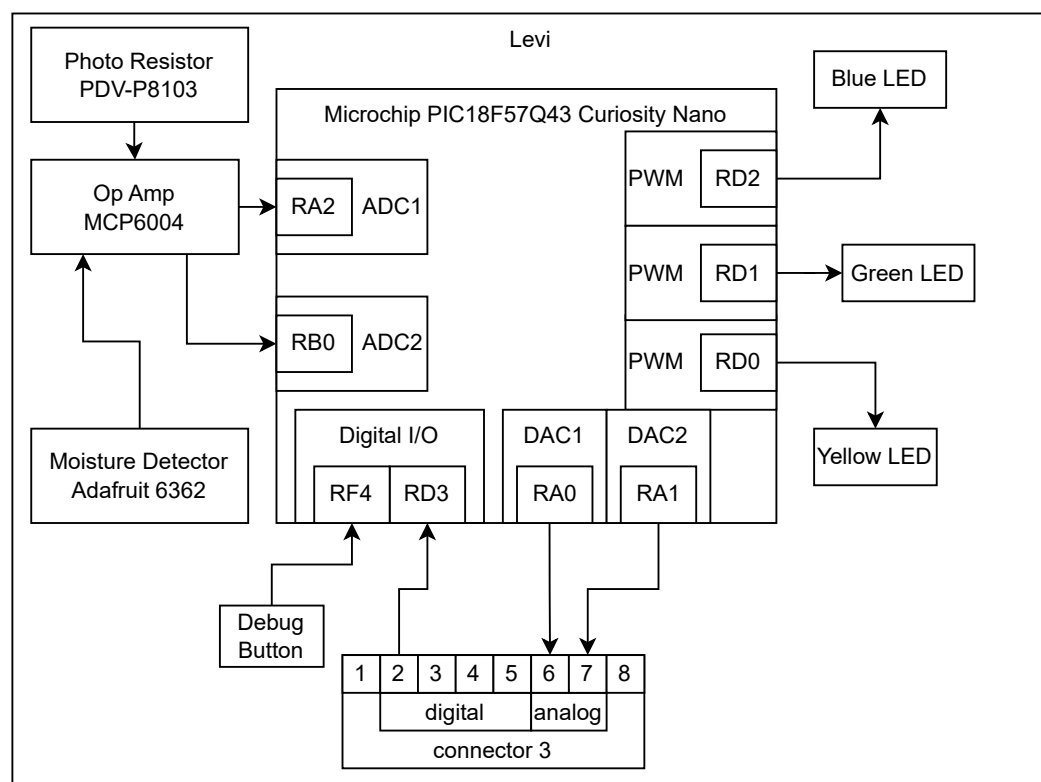 Levi
Photo Resistor
PDV-P8103
Blue LED
Microchip PIC18F57Q43 Curiosity Nano
Op Amp
MCP6004
RA2 ADC1
PWM RD2
PWM RD1
Green LED
RB0 ADC2
PWM RD0
Moisture Detector
Adafruit 6362
Digital I/O
RF4 RD3
DAC1
RA0
DAC2
RA1
Yellow LED
Debug
Button
1 2 3 4 5 6 7 8
digital analog
connector 3